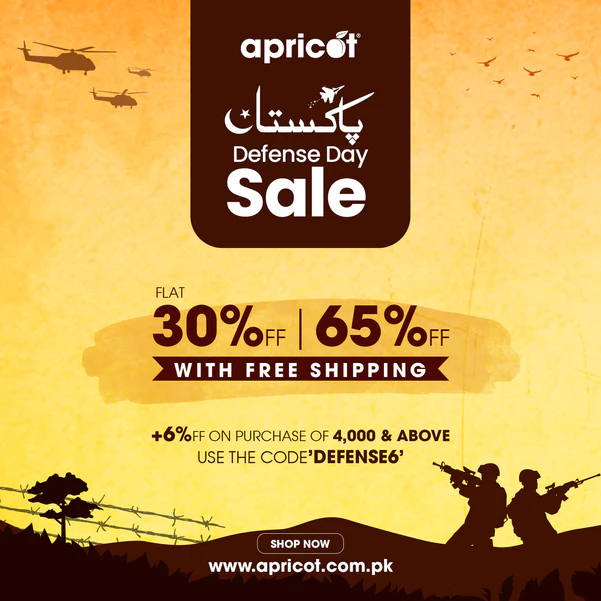 apricot®
پاکستان
Defense Day
Sale
FLAT
30%FF | 65%FF
WITH FREE SHIPPING
+6%FF ON PURCHASE OF 4,000 & ABOVE
USE THE CODE'DEFENSE6'
SHOP NOW
www.apricot.com.pk